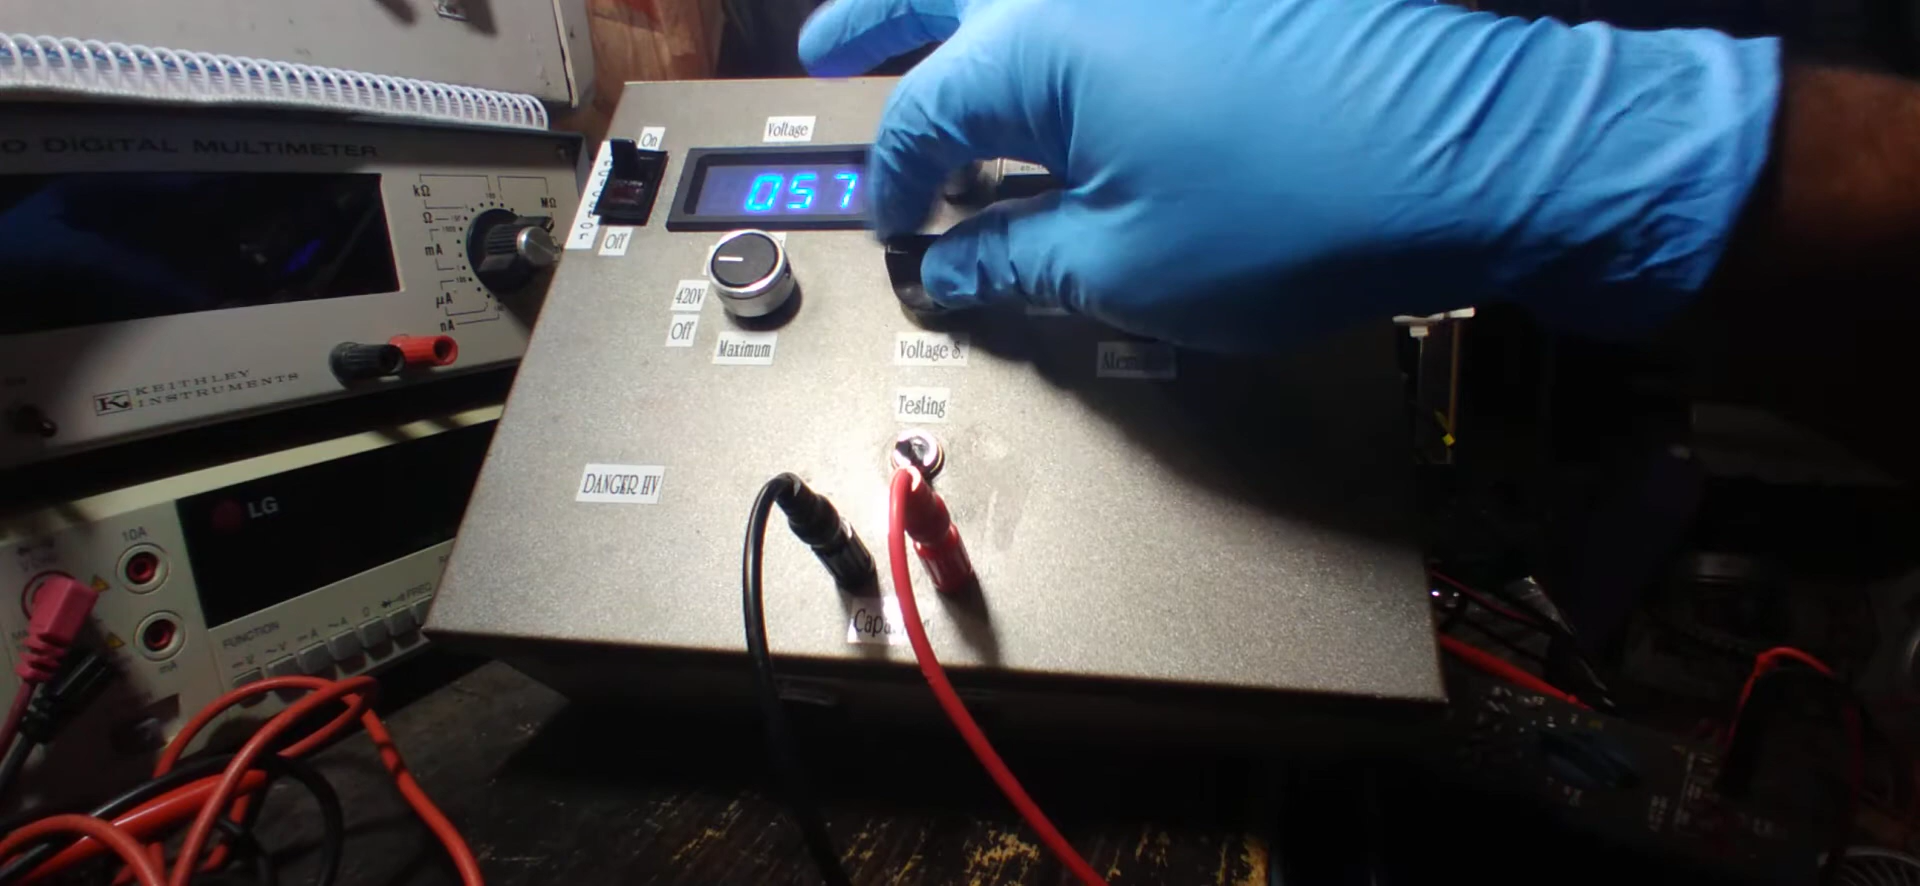 O DIGITAL MULTIMETER
kΩ
MΩ
Ω
1000
mA
µA
nA
K KEITHLEY
INSTRUMENTS
LG
10A
mA
FUNCTION
On
Off
Voltage
057
420V
Off
Maximum
Voltage S.
Testing
DANGER HV